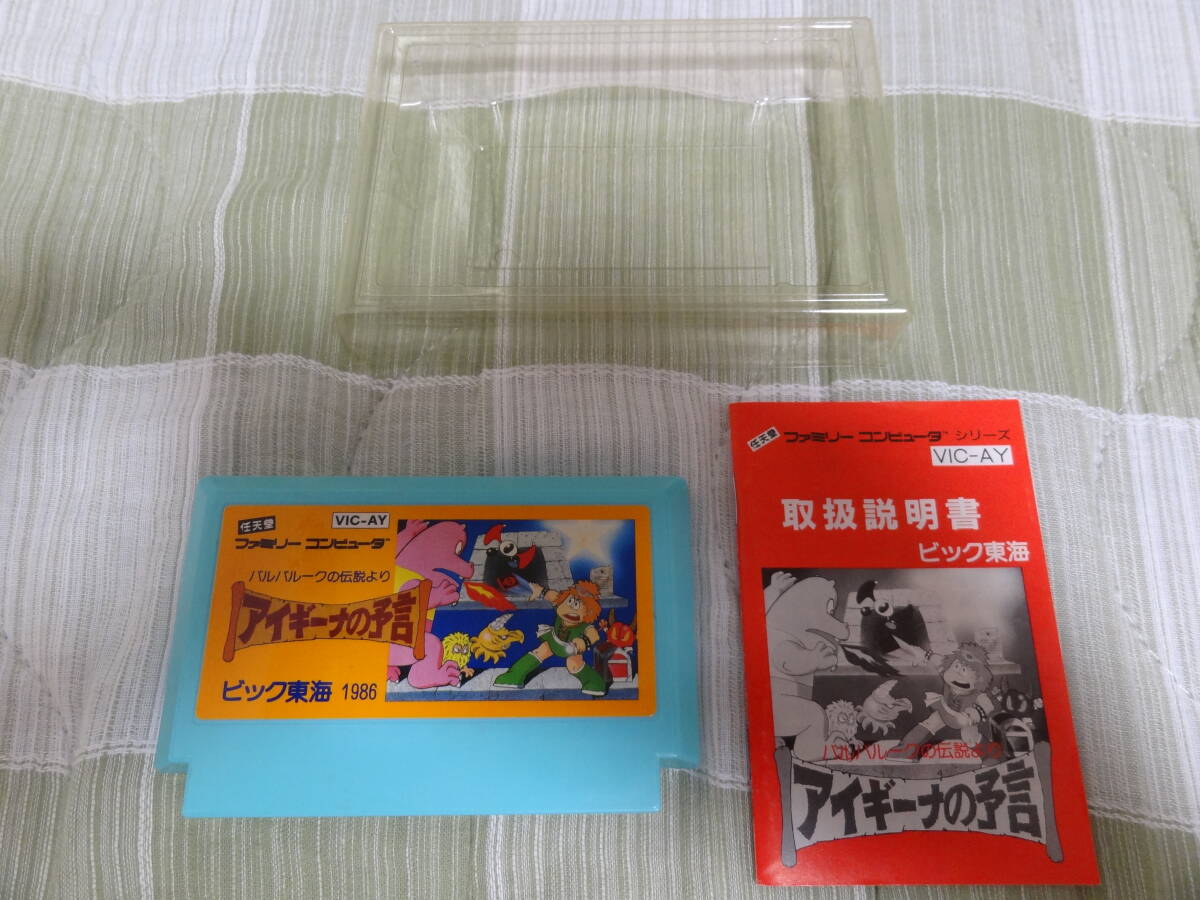 任天堂
ファミリー コンピュータ™
VIC-AY
バルバルークの伝説より
アイギーナの予言
ビック東海 1986
任天堂 ファミリー コンピュータ™ シリーズ
VIC-AY
取扱説明書
ビック東海
バルバルークの伝説より
アイギーナの予言